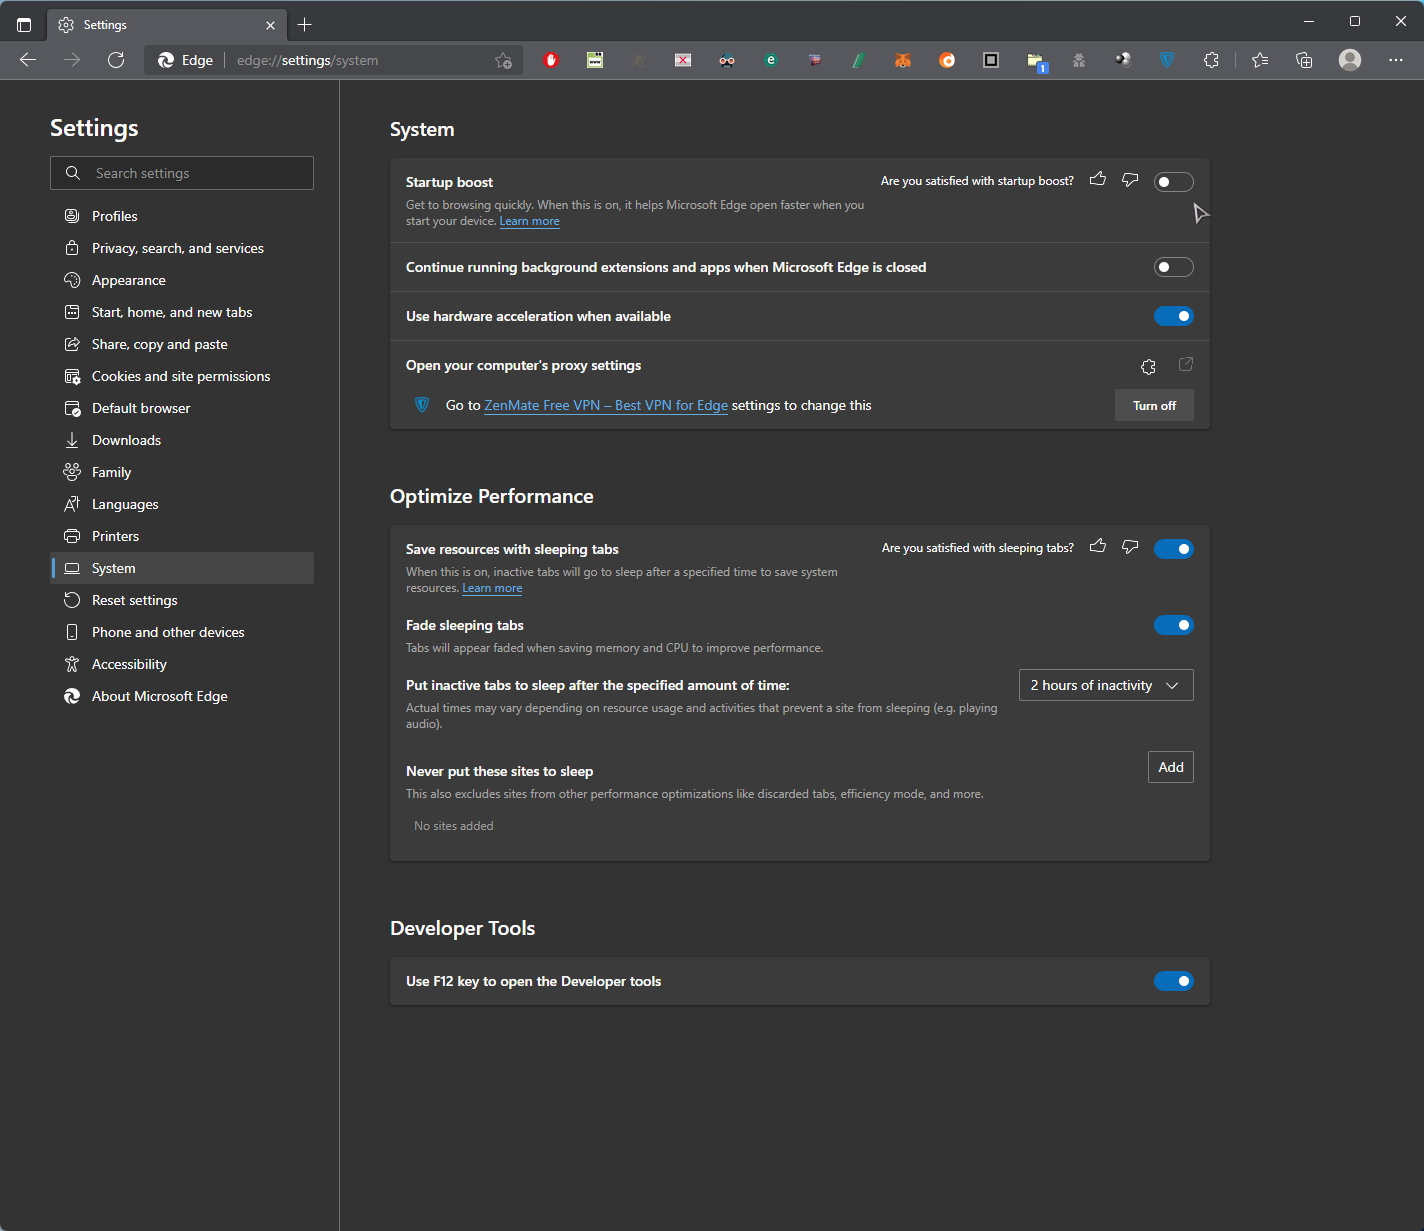 Settings
Edge
edge://settings/system
e
1
Settings
Search settings
Profiles
Privacy, search, and services
Appearance
Start, home, and new tabs
Share, copy and paste
Cookies and site permissions
Default browser
Downloads
Family
Languages
Printers
System
Reset settings
Phone and other devices
Accessibility
About Microsoft Edge
System
Startup boost
Are you satisfied with startup boost?
Get to browsing quickly. When this is on, it helps Microsoft Edge open faster when you
start your device. Learn more
Continue running background extensions and apps when Microsoft Edge is closed
Use hardware acceleration when available
Open your computer's proxy settings
Go to ZenMate Free VPN – Best VPN for Edge settings to change this
Turn off
Optimize Performance
Save resources with sleeping tabs
Are you satisfied with sleeping tabs?
When this is on, inactive tabs will go to sleep after a specified time to save system
resources. Learn more
Fade sleeping tabs
Tabs will appear faded when saving memory and CPU to improve performance.
Put inactive tabs to sleep after the specified amount of time:
2 hours of inactivity
Actual times may vary depending on resource usage and activities that prevent a site from sleeping (e.g. playing
audio).
Never put these sites to sleep
Add
This also excludes sites from other performance optimizations like discarded tabs, efficiency mode, and more.
No sites added
Developer Tools
Use F12 key to open the Developer tools